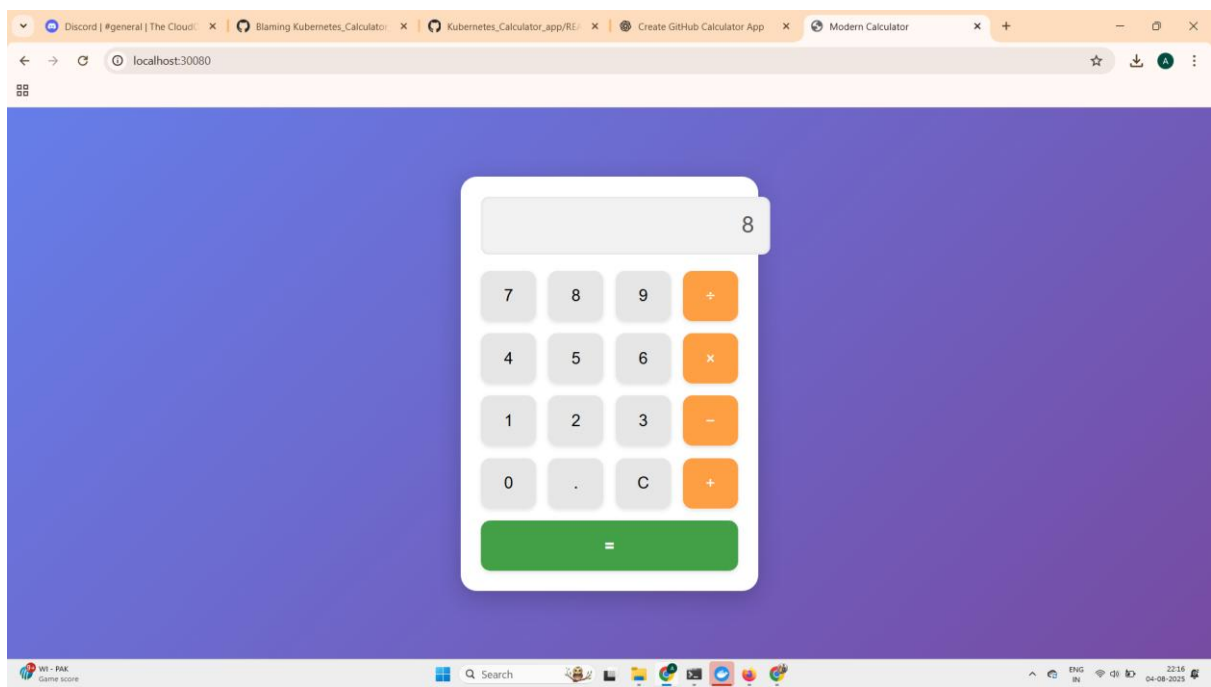 Discord | #general | The Cloud
Blaming Kubernetes_Calculator
Kubernetes_Calculator_app/RE
Create GitHub Calculator App
Modern Calculator
localhost:30080
A
8
7 8 9 ÷
4 5 6 ×
1 2 3 −
0 . C +
=
WI - PAK
Game score
Search
ENG
IN
22:16
04-08-2025